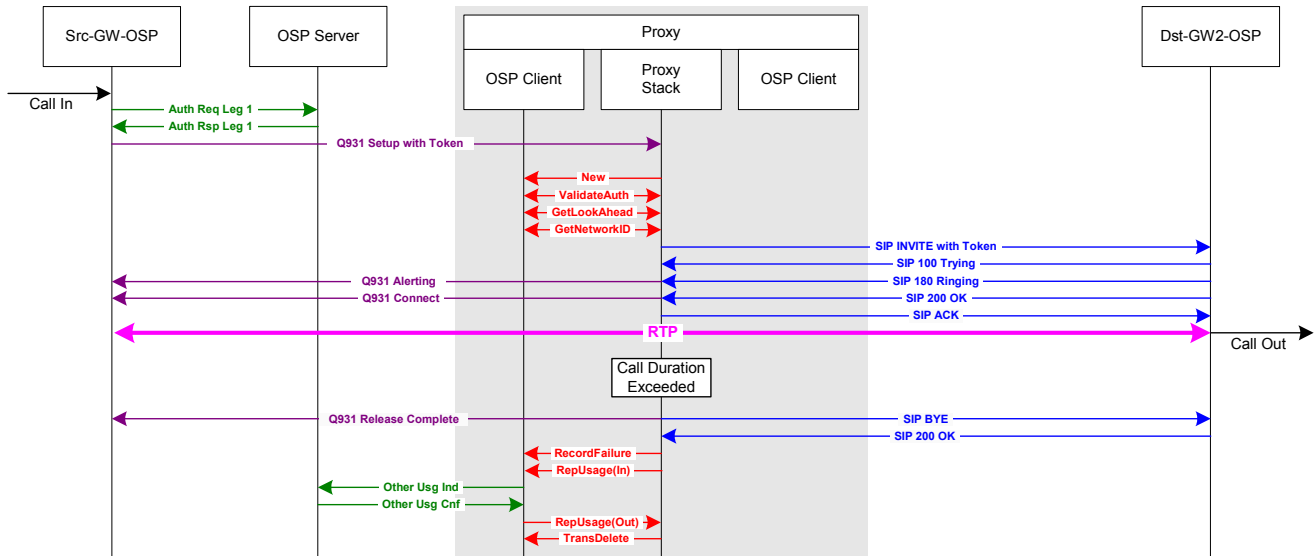 Src-GW-OSP
OSP Server
Proxy
Dst-GW2-OSP
OSP Client
Proxy
Stack
OSP Client
Call In
Auth Req Leg 1
Auth Rsp Leg 1
Q931 Setup with Token
New
ValidateAuth
GetLookAhead
GetNetworkID
SIP INVITE with Token
SIP 100 Trying
Q931 Alerting
SIP 180 Ringing
Q931 Connect
SIP 200 OK
SIP ACK
RTP
Call Out
Call Duration
Exceeded
Q931 Release Complete
SIP BYE
SIP 200 OK
RecordFailure
RepUsage(In)
Other Usg Ind
Other Usg Cnf
RepUsage(Out)
TransDelete